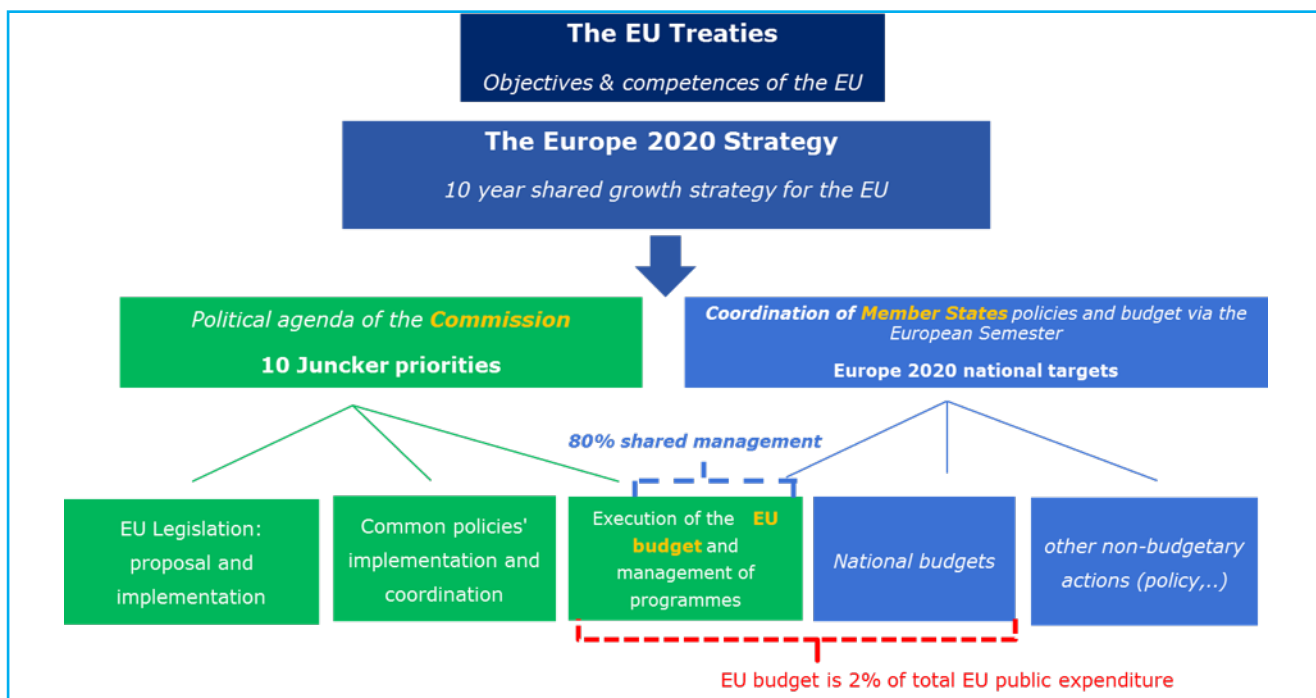 The EU Treaties
Objectives & competences of the EU
The Europe 2020 Strategy
10 year shared growth strategy for the EU
Political agenda of the Commission
10 Juncker priorities
Coordination of Member States policies and budget via the
European Semester
Europe 2020 national targets
80% shared management
EU Legislation:
proposal and
implementation
Common policies'
implementation and
coordination
Execution of the EU
budget and
management of
programmes
National budgets
other non-budgetary
actions (policy,..)
EU budget is 2% of total EU public expenditure